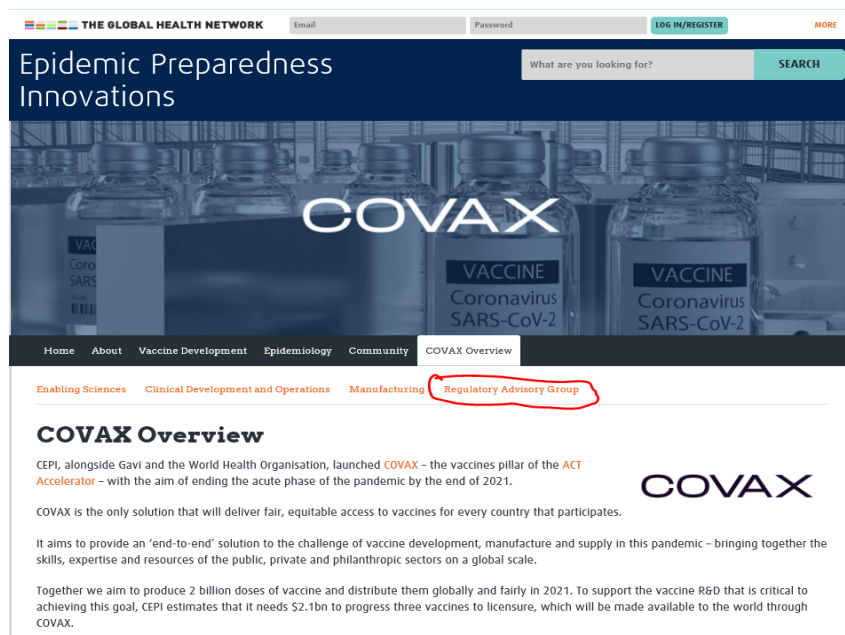 THE GLOBAL HEALTH NETWORK
Email
Password
LOG IN/REGISTER
MORE
Epidemic Preparedness
Innovations
What are you looking for?
SEARCH
COVAX
VAC
Coro
SARS
VACCINE
Coronavirus
SARS-CoV-2
VACCINE
Coronavirus
SARS-CoV-2
Home About Vaccine Development Epidemiology Community COVAX Overview
Enabling Sciences Clinical Development and Operations Manufacturing Regulatory Advisory Group
COVAX Overview
CEPI, alongside Gavi and the World Health Organisation, launched COVAX – the vaccines pillar of the ACT
Accelerator – with the aim of ending the acute phase of the pandemic by the end of 2021.
COVAX
COVAX is the only solution that will deliver fair, equitable access to vaccines for every country that participates.
It aims to provide an ‘end-to-end’ solution to the challenge of vaccine development, manufacture and supply in this pandemic – bringing together the
skills, expertise and resources of the public, private and philanthropic sectors on a global scale.
Together we aim to produce 2 billion doses of vaccine and distribute them globally and fairly in 2021. To support the vaccine R&D that is critical to
achieving this goal, CEPI estimates that it needs $2.1bn to progress three vaccines to licensure, which will be made available to the world through
COVAX.